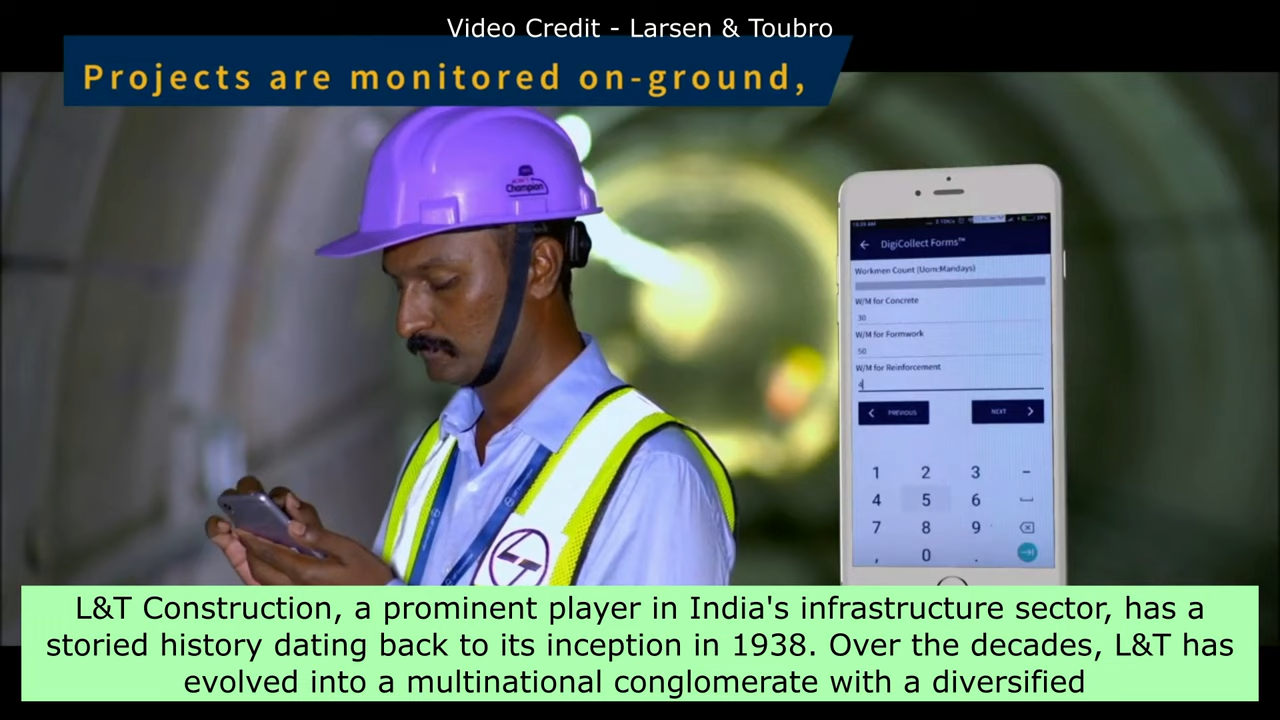 Video Credit - Larsen & Toubro
Projects are monitored on-ground,
Champion
DigiCollect Forms™
Workmen Count (Uom:Mandays)
W/M for Concrete
30
W/M for Formwork
50
W/M for Reinforcement
4
PREVIOUS
NEXT
1 2 3 -
4 5 6
7 8 9
, 0 .
LT
L&T Construction, a prominent player in India's infrastructure sector, has a
storied history dating back to its inception in 1938. Over the decades, L&T has
evolved into a multinational conglomerate with a diversified